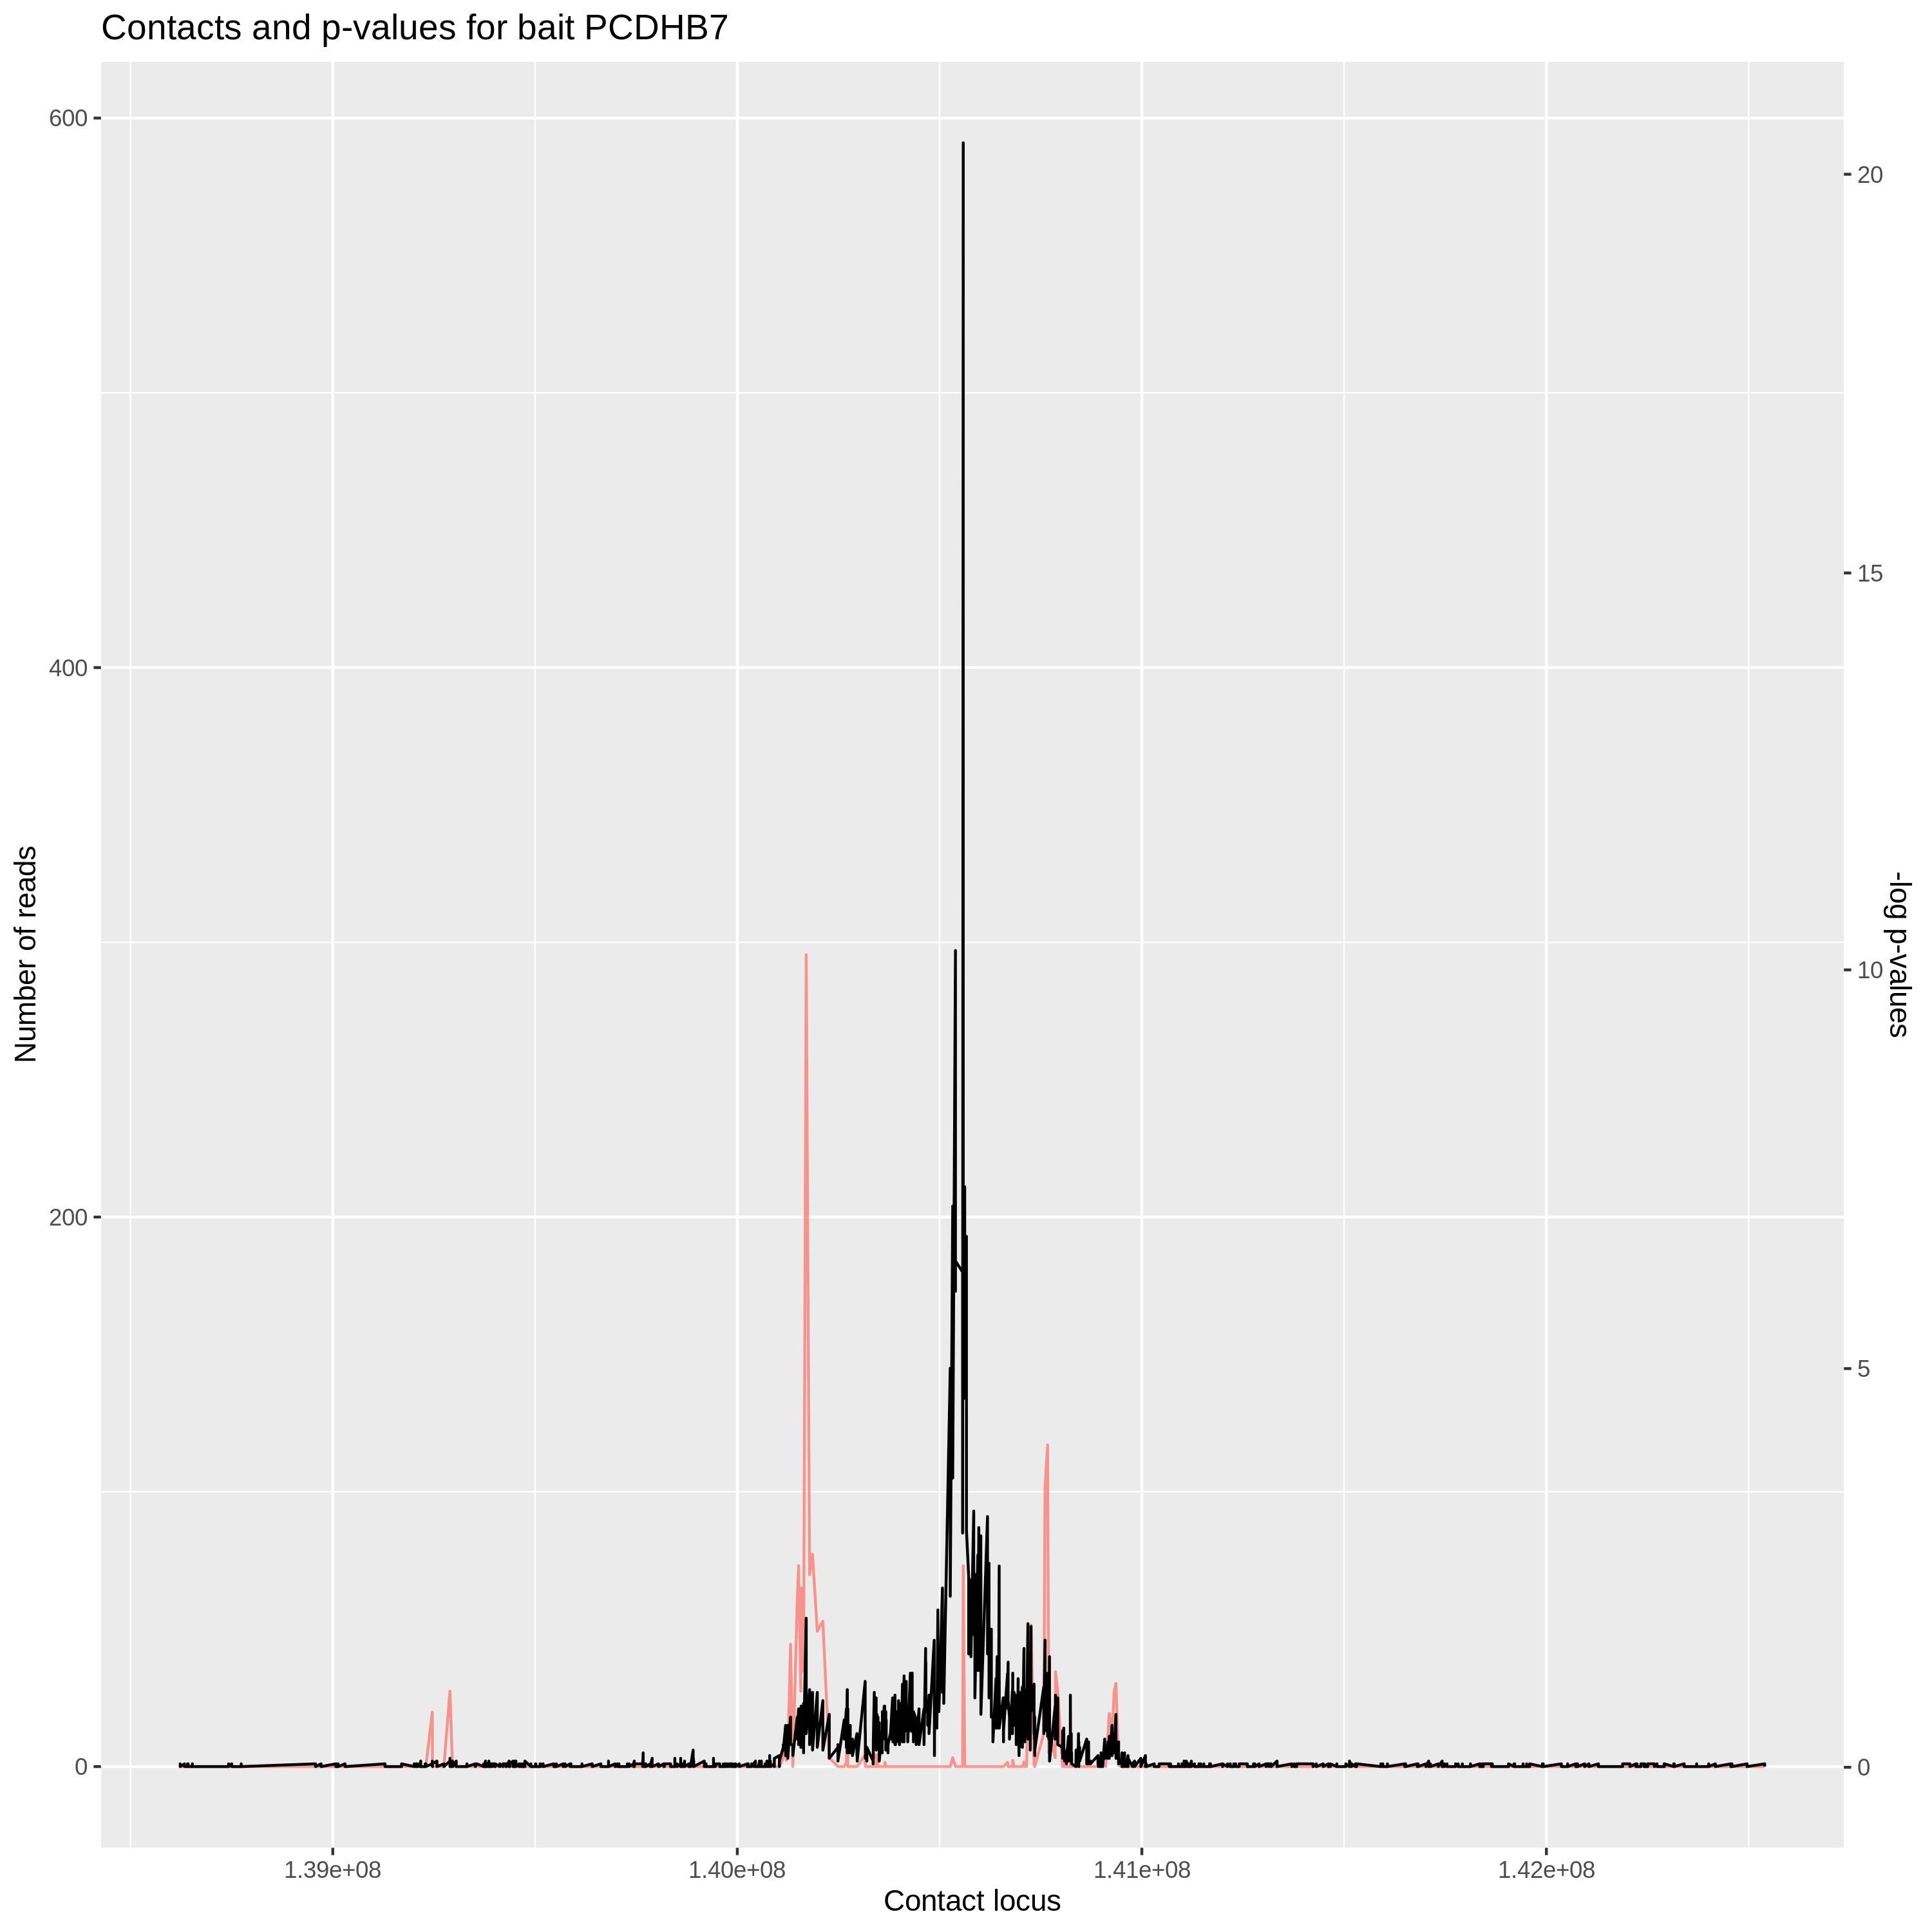 Contacts and p-values for bait PCDHB7
600
400
200
0
Number of reads
20
15
10
5
0
-log p-values
1.39e+08
1.40e+08
1.41e+08
1.42e+08
Contact locus